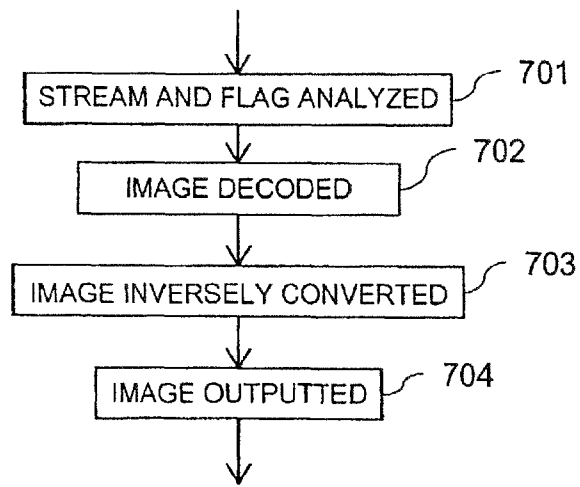 STREAM AND FLAG ANALYZED 701
IMAGE DECODED 702
IMAGE INVERSELY CONVERTED 703
IMAGE OUTPUTTED 704